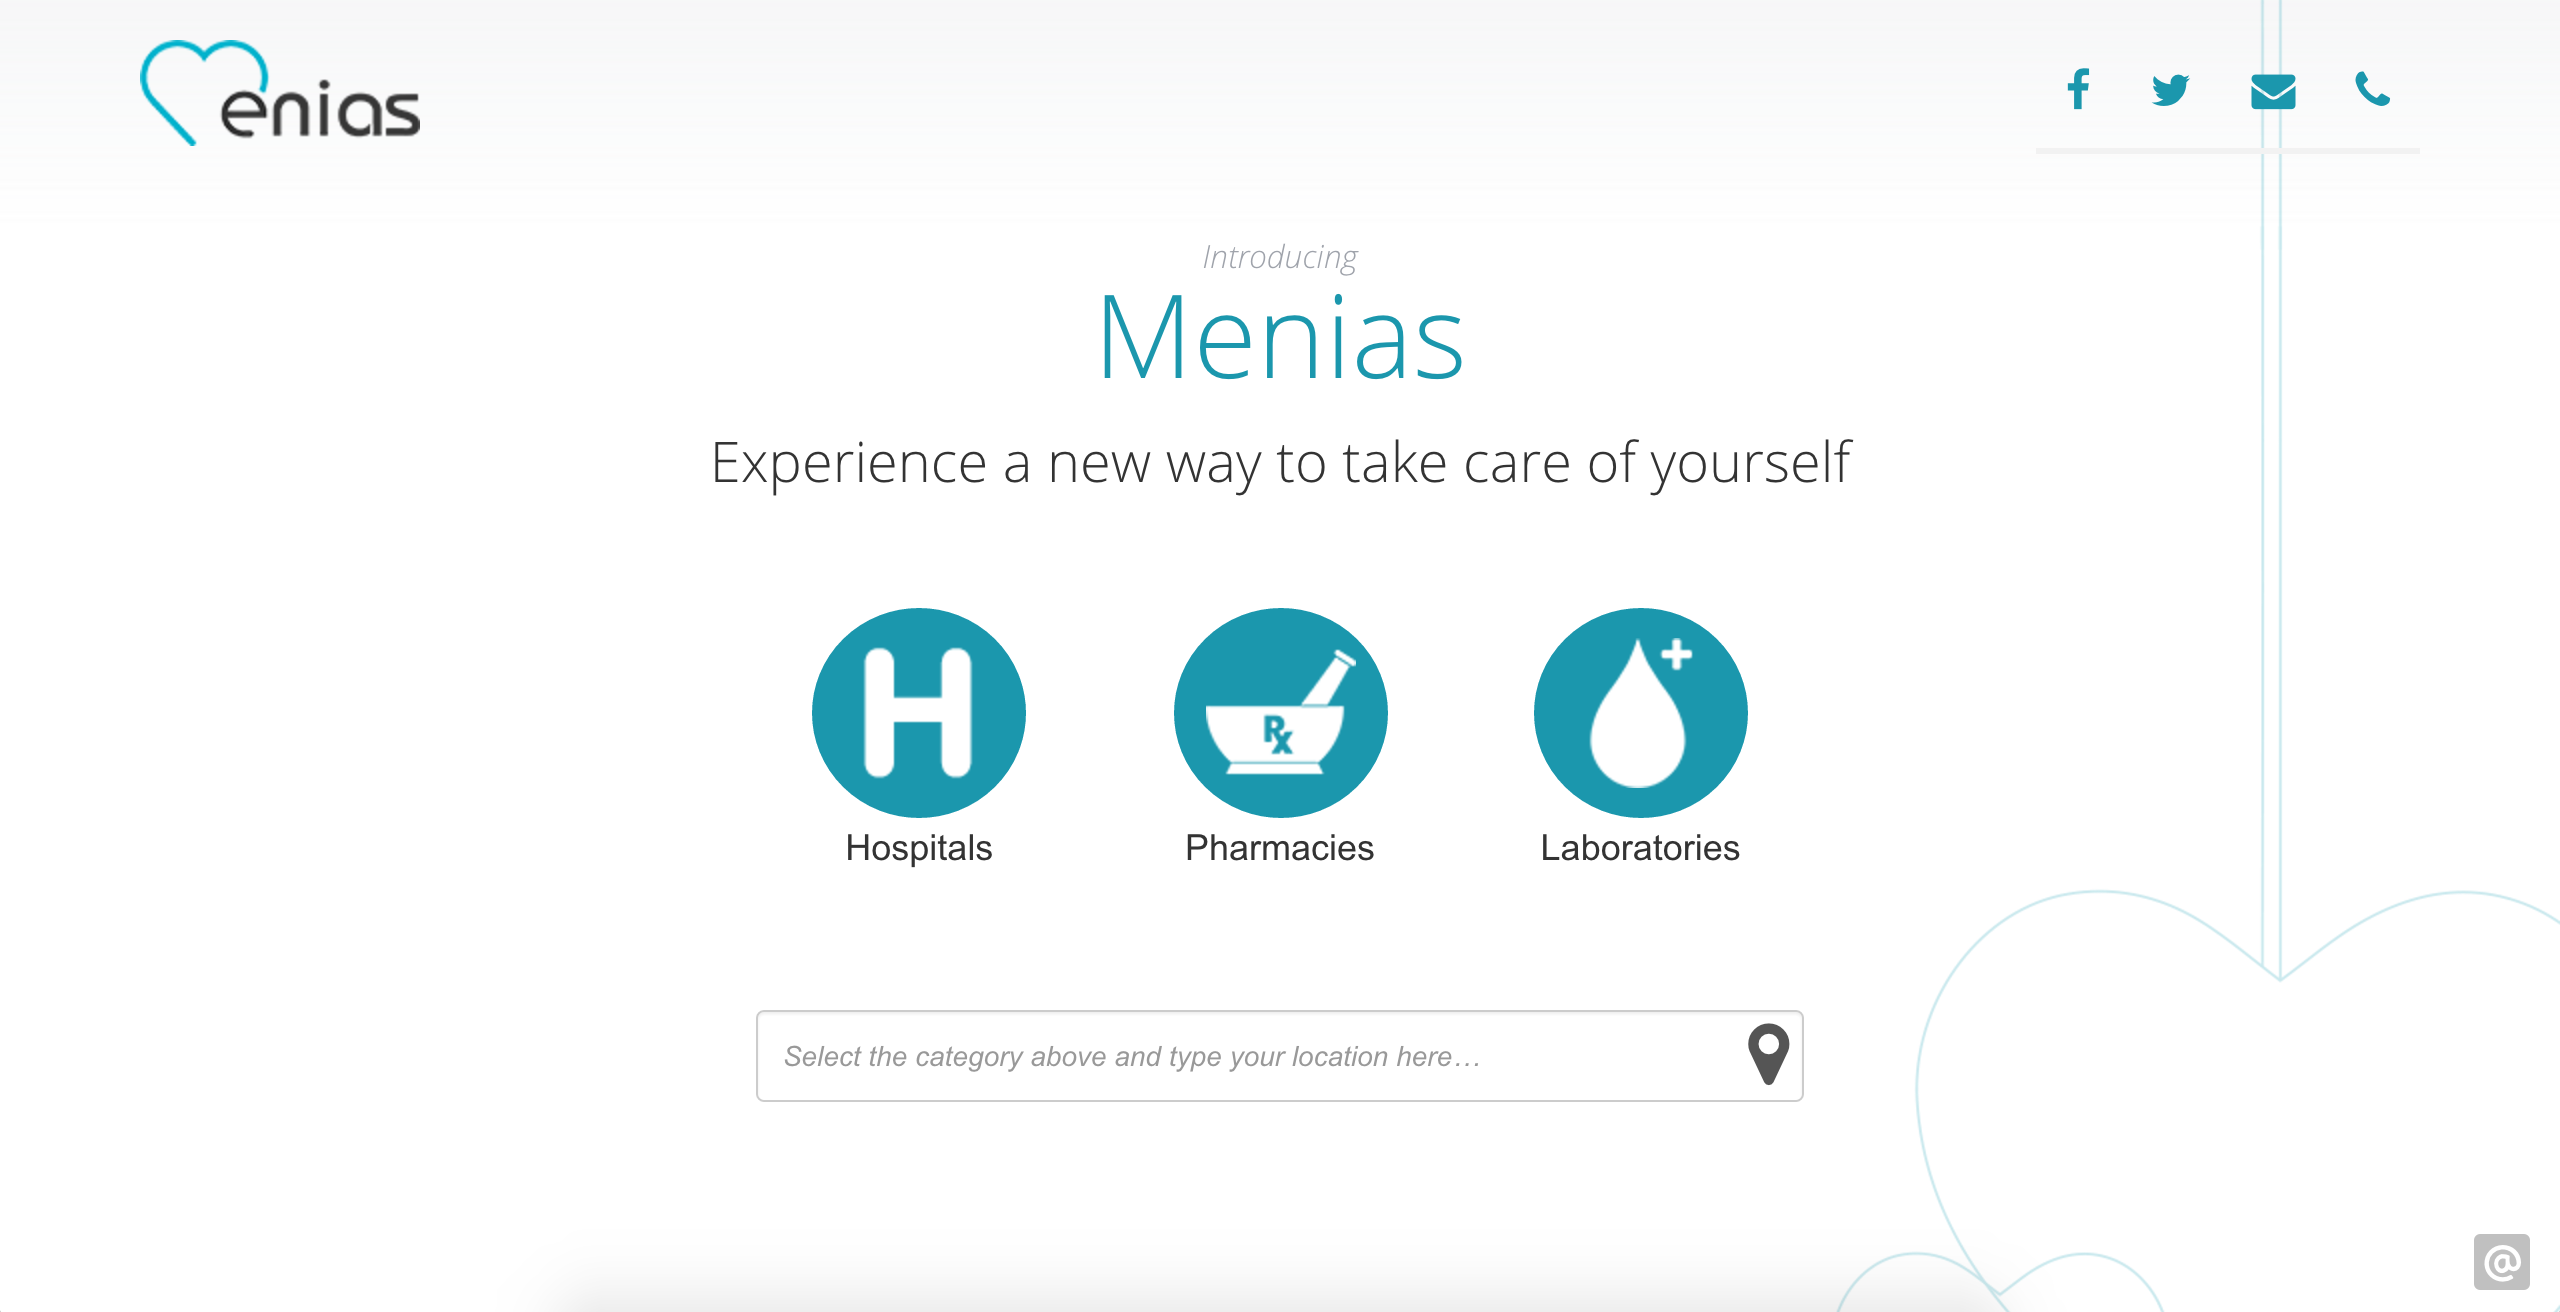 enias
Introducing
Menias
Experience a new way to take care of yourself
H
Rx
Hospitals
Pharmacies
Laboratories
Select the category above and type your location here...
@